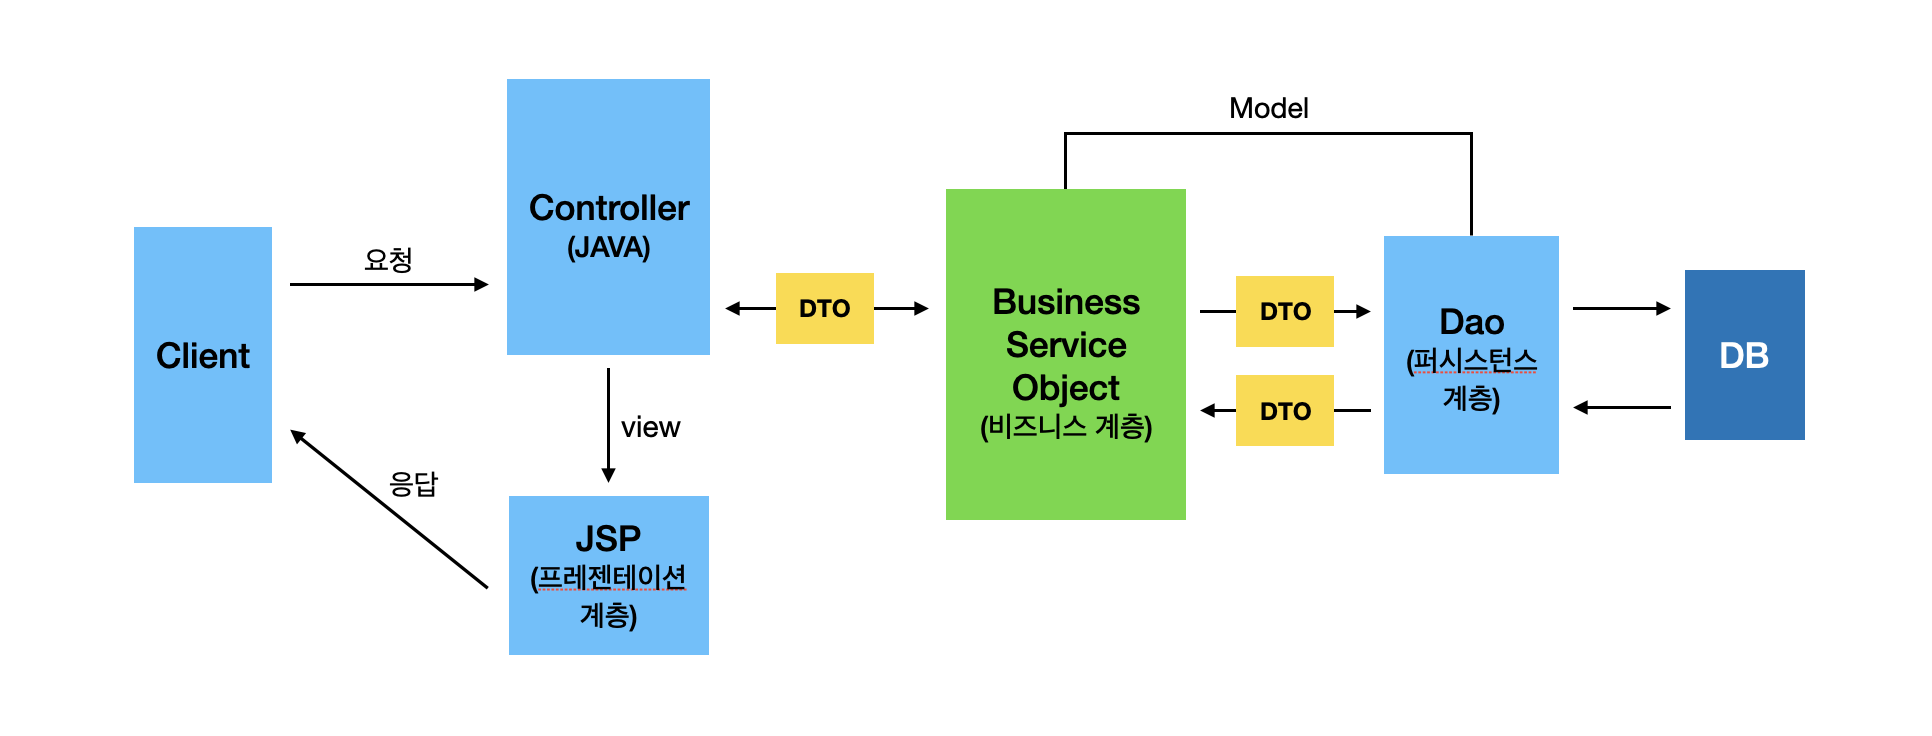 Client
요청
응답
Controller
(JAVA)
view
JSP
(프레젠테이션
계층)
DTO
Model
Business
Service
Object
(비즈니스 계층)
DTO
DTO
Dao
(퍼시스턴스
계층)
DB